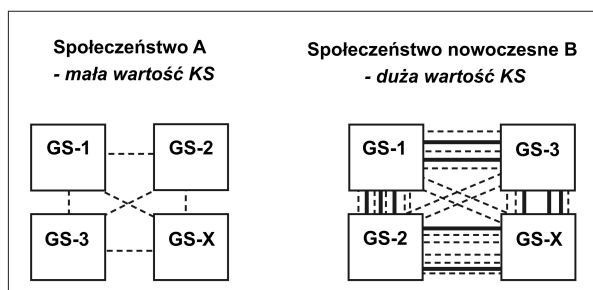 Społeczeństwo A
- mała wartość KS
GS-1
GS-2
GS-3
GS-X
Społeczeństwo nowoczesne B
- duża wartość KS
GS-1
GS-3
GS-2
GS-X